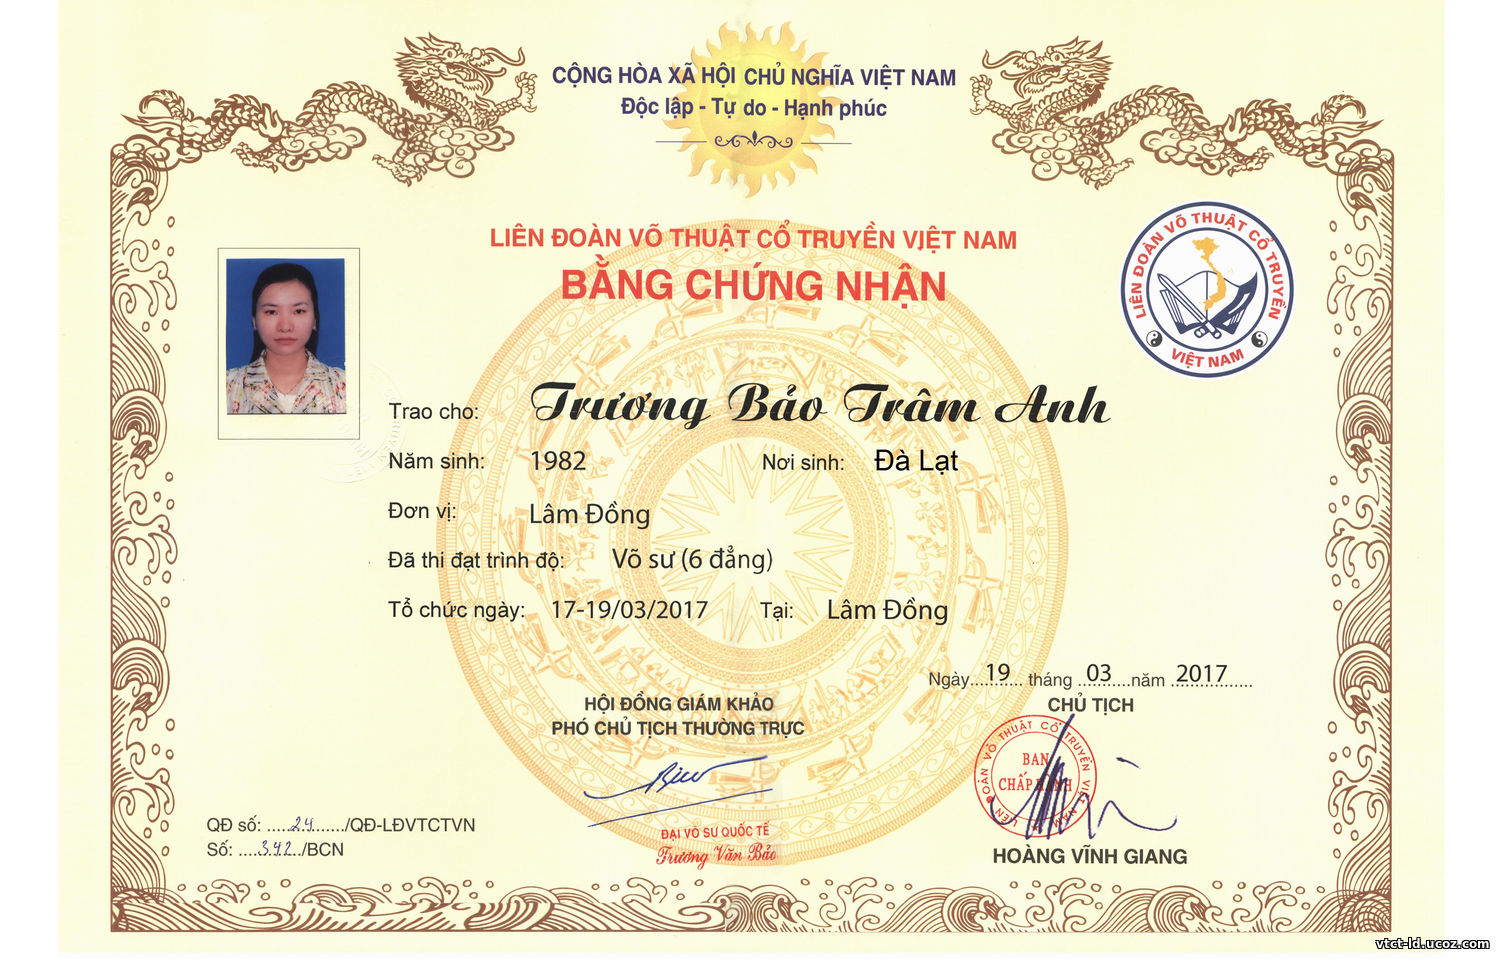 CỘNG HÒA XÃ HỘI CHỦ NGHĨA VIỆT NAM
Độc lập - Tự do - Hạnh phúc
LIÊN ĐOÀN VÕ THUẬT CỔ TRUYỀN VIỆT NAM
BẰNG CHỨNG NHẬN
LIÊN ĐOÀN VÕ THUẬT CỔ TRUYỀN
VIỆT NAM
Trao cho: Trương Bảo Trâm Anh
Năm sinh: 1982 Nơi sinh: Đà Lạt
Đơn vị: Lâm Đồng
Đã thi đạt trình độ: Võ sư (6 đẳng)
Tổ chức ngày: 17-19/03/2017 Tại: Lâm Đồng
Ngày...19... tháng ...03...năm ...2017...
HỘI ĐỒNG GIÁM KHẢO
PHÓ CHỦ TỊCH THƯỜNG TRỰC
CHỦ TỊCH
LIÊN ĐOÀN VÕ THUẬT CỔ TRUYỀN VIỆT NAM
BAN
CHẤP HÀNH
ĐẠI VÕ SƯ QUỐC TẾ
Trương Văn Bảo
HOÀNG VĨNH GIANG
QĐ số: .....24......./QĐ-LĐVTCTVN
Số: ....342../BCN
vtct-ld.ucoz.com